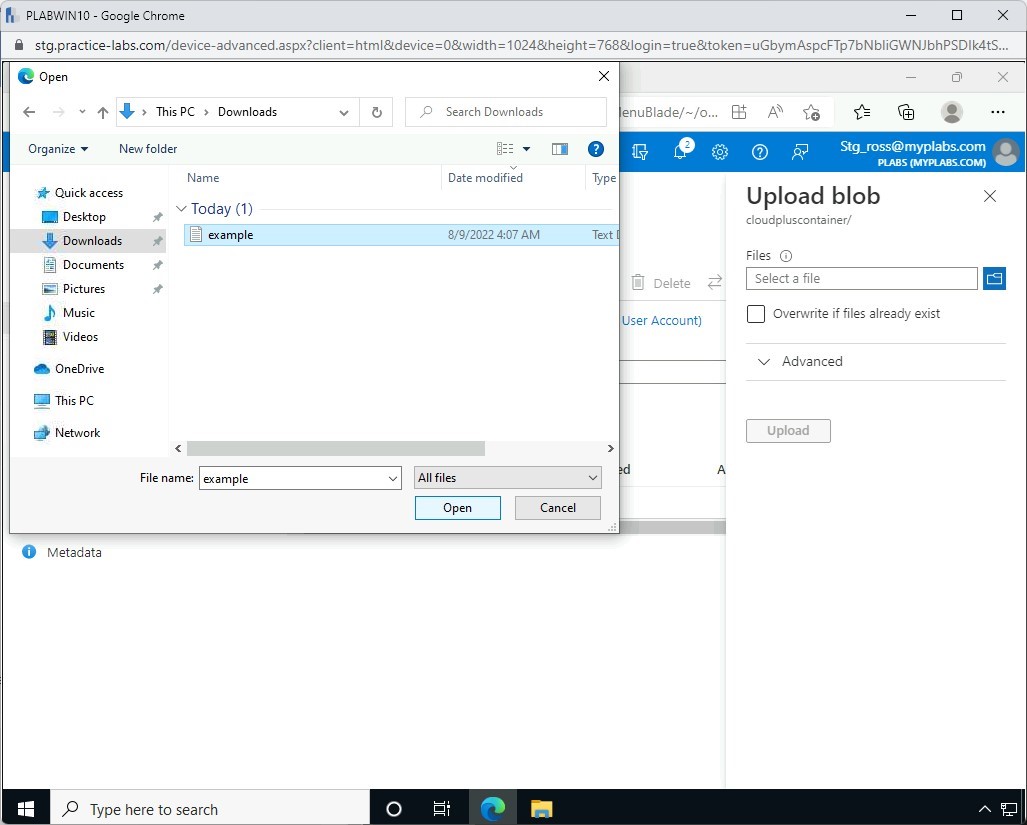 PLABWIN10 - Google Chrome
stg.practice-labs.com/device-advanced.aspx?client=html&device=0&width=1024&height=768&login=true&token=uGbymAspcFTp7bNbliGWNJbhPSDIk4tS...
Open
This PC > Downloads
Search Downloads
lenuBlade/~/o...
Organize
New folder
2
Stg_ross@myplabs.com
PLABS (MYPLABS.COM)
Name
Date modified
Type
Quick access
Desktop
Downloads
Documents
Pictures
Music
Videos
OneDrive
This PC
Network
Today (1)
example 8/9/2022 4:07 AM Text D
File name: example
All files
Open
Cancel
Delete
User Account)
ed
A
Metadata
Upload blob
cloudpluscontainer/
Files
Select a file
Overwrite if files already exist
Advanced
Upload
Type here to search